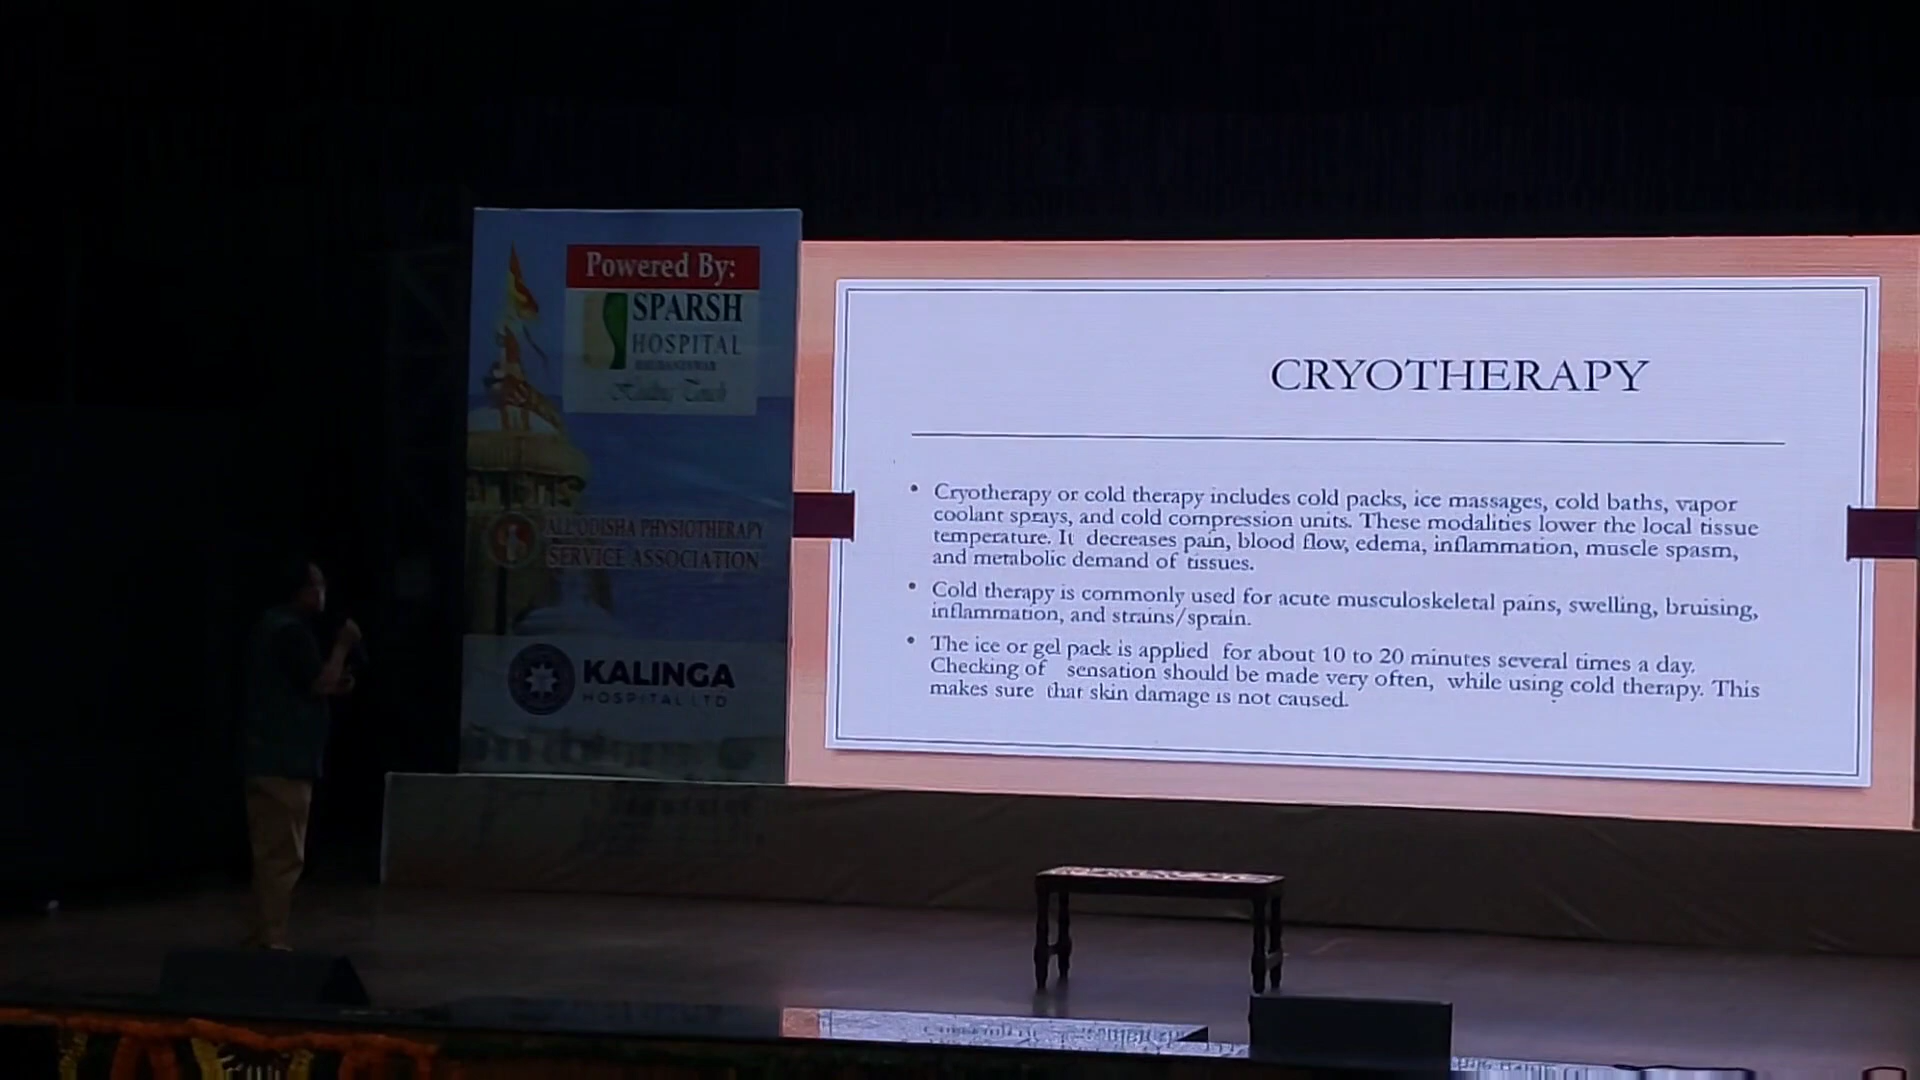 Powered By:
SPARSH
HOSPITAL
BHUBANESWAR
Healing Touch
ALL ODISHA PHYSIOTHERAPY
SERVICE ASSOCIATION
KALINGA
HOSPITAL LTD
CRYOTHERAPY
• Cryotherapy or cold therapy includes cold packs, ice massages, cold baths, vapor
coolant sprays, and cold compression units. These modalities lower the local tissue
temperature. It decreases pain, blood flow, edema, inflammation, muscle spasm,
and metabolic demand of tissues.
• Cold therapy is commonly used for acute musculoskeletal pains, swelling, bruising,
inflammation, and strains/sprain.
• The ice or gel pack is applied for about 10 to 20 minutes several times a day.
Checking of sensation should be made very often, while using cold therapy. This
makes sure that skin damage is not caused.